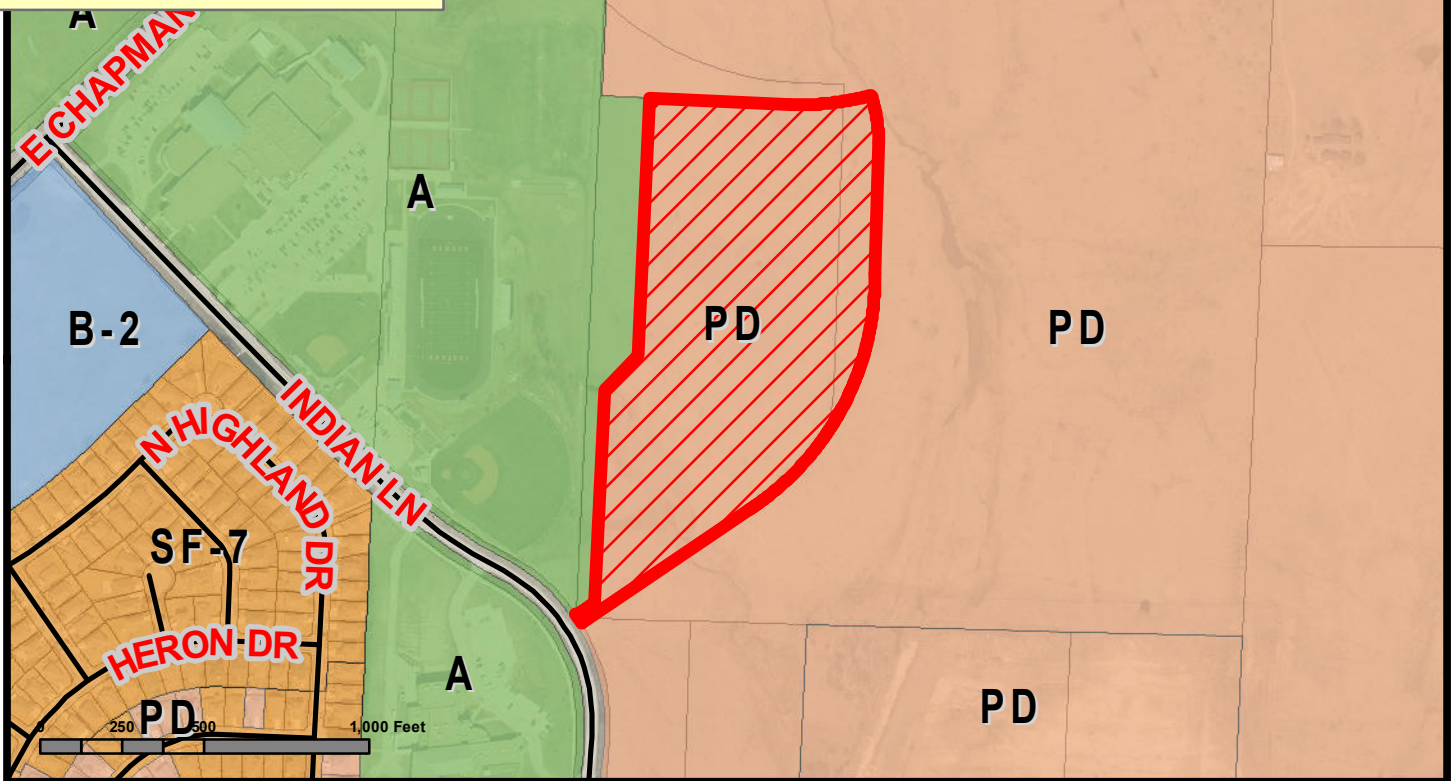 A
E CHAPMAN
A
B-2
PD
PD
INDIAN LN
N HIGHLAND DR
SF-7
HERON DR
A
PD
PD
0 250 500 1,000 Feet